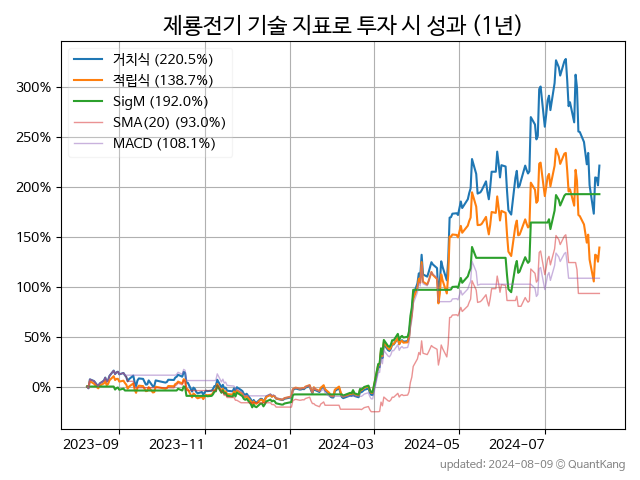 제룡전기 기술 지표로 투자 시 성과 (1년)
거치식 (220.5%)
적립식 (138.7%)
SigM (192.0%)
SMA(20) (93.0%)
MACD (108.1%)
300%
250%
200%
150%
100%
50%
0%
2023-09 2023-11 2024-01 2024-03 2024-05 2024-07
updated: 2024-08-09 © QuantKang